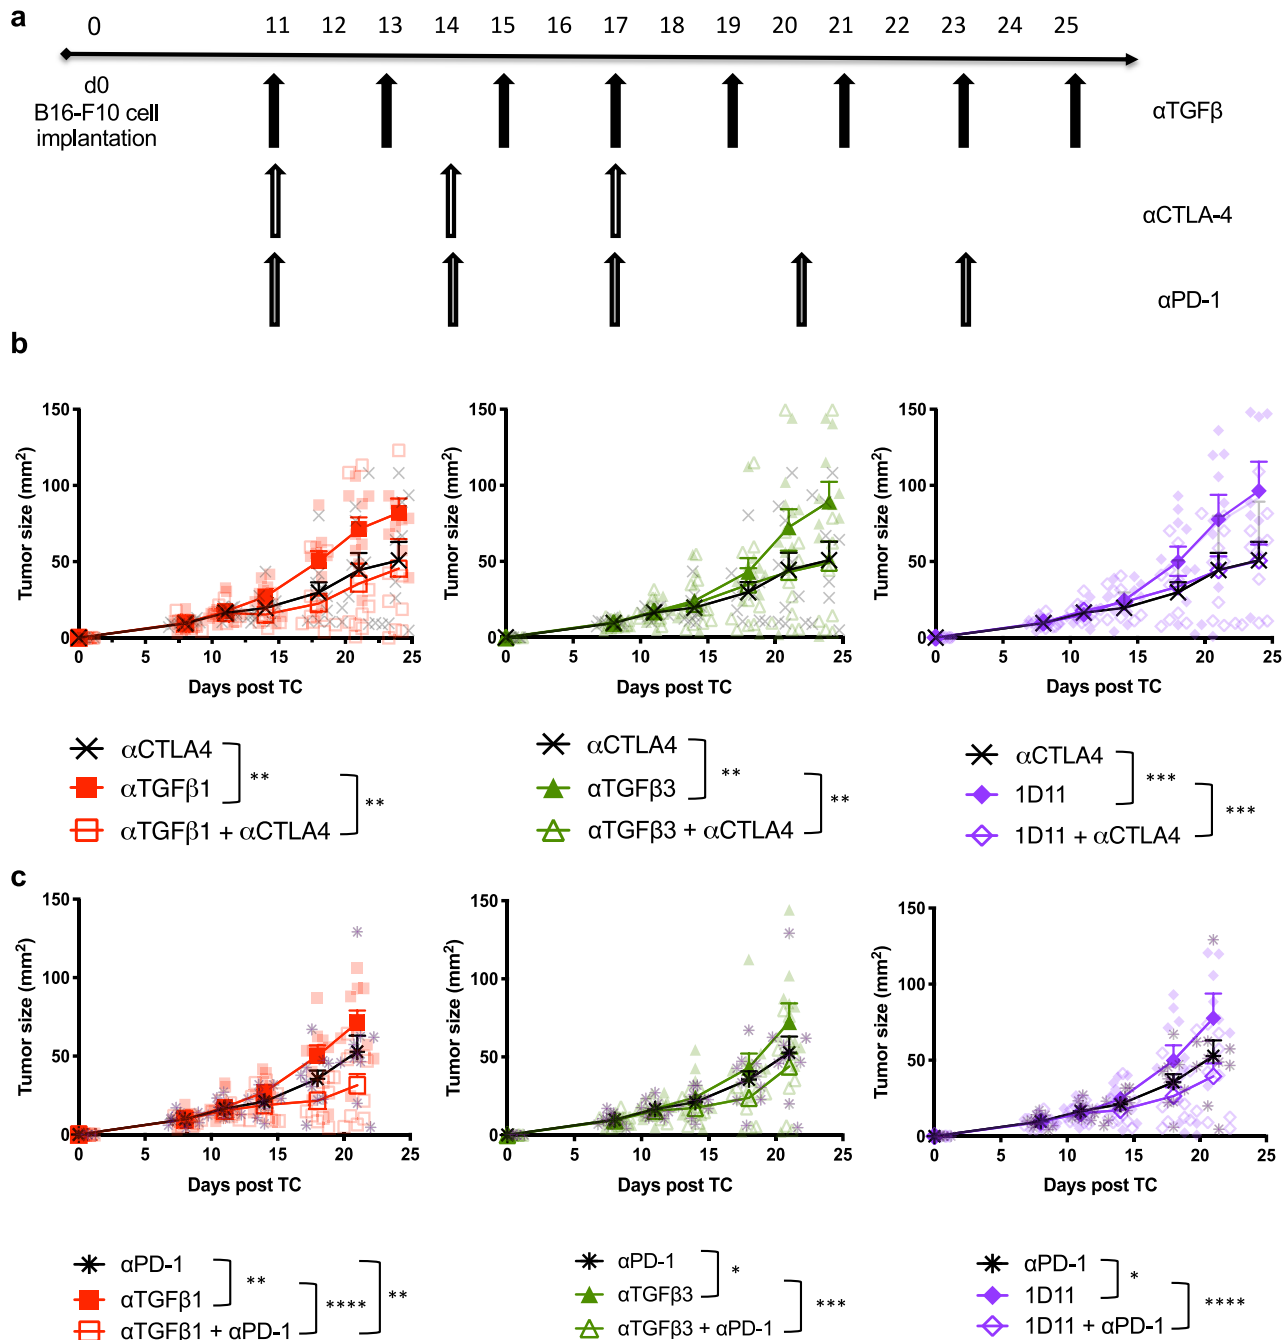 a
0 11 12 13 14 15 16 17 18 19 20 21 22 23 24 25
d0
B16-F10 cell
implantation
αTGFβ
αCTLA-4
αPD-1
b
150
100
50
0
Tumor size (mm²)
0 5 10 15 20 25
Days post TC
150
100
50
0
Tumor size (mm²)
0 5 10 15 20 25
Days post TC
150
100
50
0
Tumor size (mm²)
0 5 10 15 20 25
Days post TC
αCTLA4
αTGFβ1
αTGFβ1 + αCTLA4
**
**
αCTLA4
αTGFβ3
αTGFβ3 + αCTLA4
**
**
αCTLA4
1D11
1D11 + αCTLA4
***
***
c
150
100
50
0
Tumor size (mm²)
0 5 10 15 20 25
Days post TC
150
100
50
0
Tumor size (mm²)
0 5 10 15 20 25
Days post TC
150
100
50
0
Tumor size (mm²)
0 5 10 15 20 25
Days post TC
αPD-1
αTGFβ1
αTGFβ1 + αPD-1
**
****
**
αPD-1
αTGFβ3
αTGFβ3 + αPD-1
*
***
αPD-1
1D11
1D11 + αPD-1
*
****